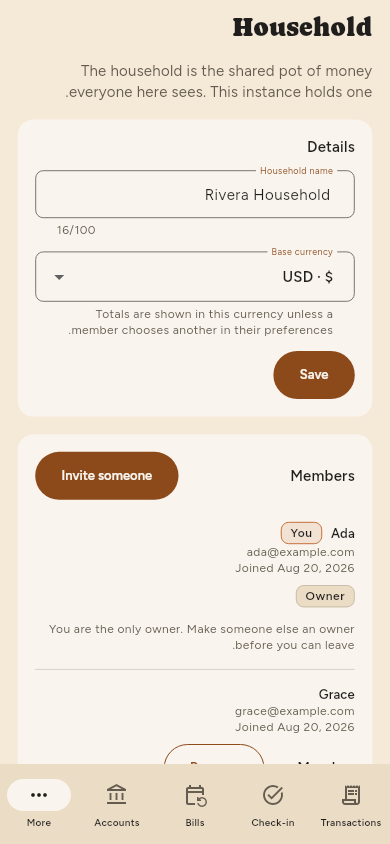 Household
The household is the shared pot of money
.everyone here sees. This instance holds one
Details
Household name
Rivera Household
16/100
Base currency
USD · $
Totals are shown in this currency unless a
.member chooses another in their preferences
Save
Members
Invite someone
Ada
You
ada@example.com
Joined Aug 20, 2026
Owner
You are the only owner. Make someone else an owner
.before you can leave
Grace
grace@example.com
Joined Aug 20, 2026
More
Accounts
Bills
Check-in
Transactions